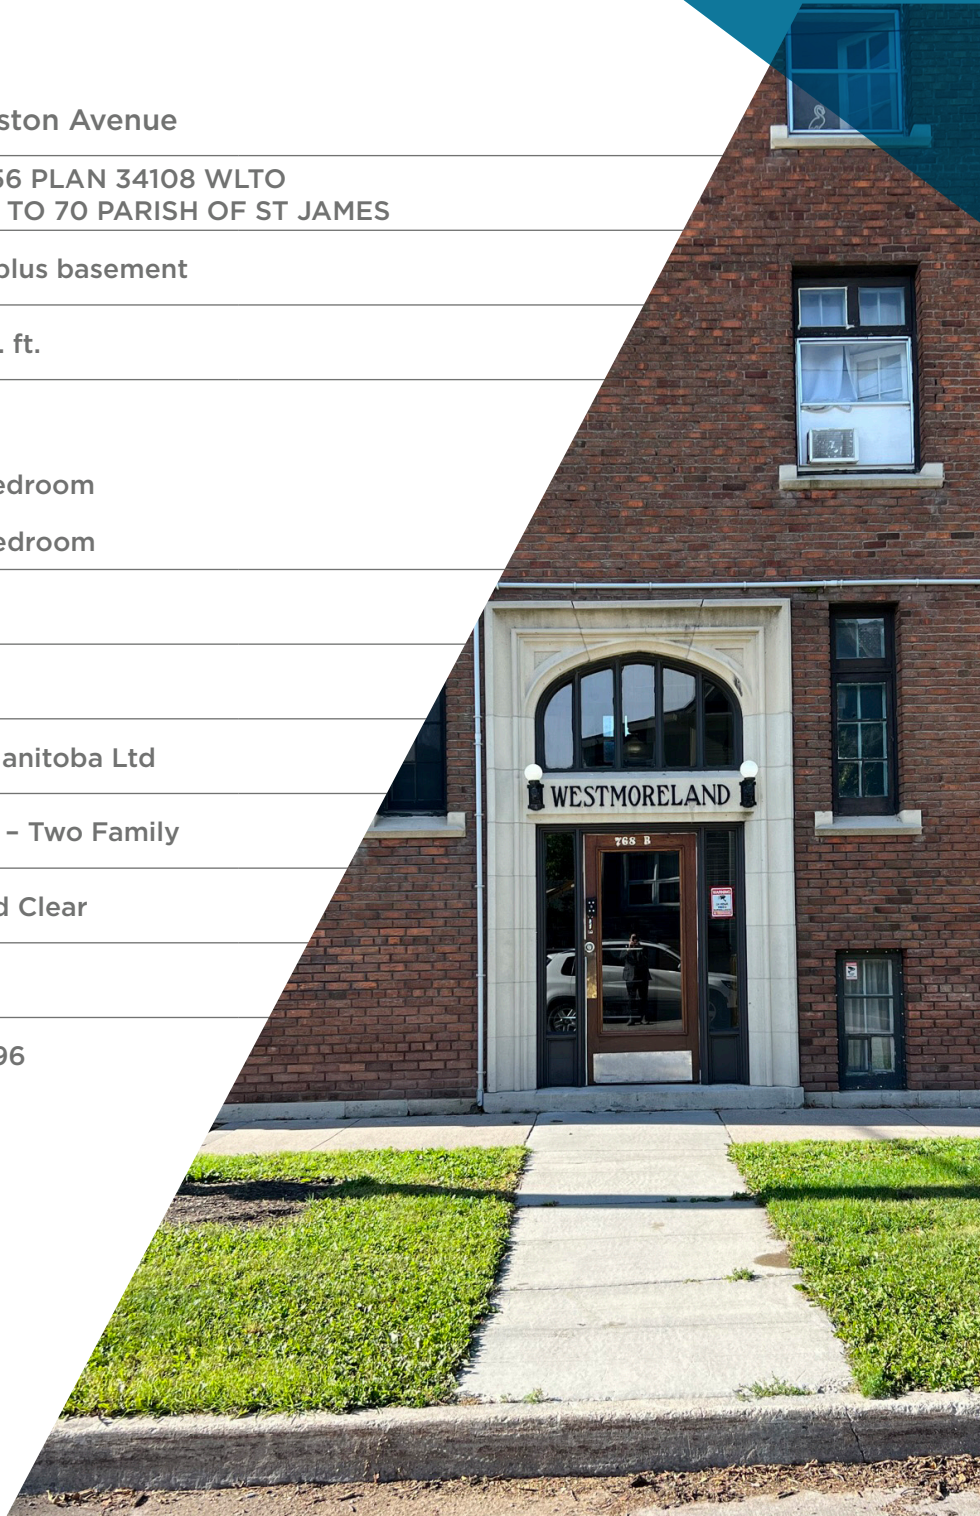 ston Avenue
56 PLAN 34108 WLTO
TO 70 PARISH OF ST JAMES
plus basement
. ft.
edroom
edroom
anitoba Ltd
– Two Family
d Clear
96
WESTMORELAND
768 B
WARNING